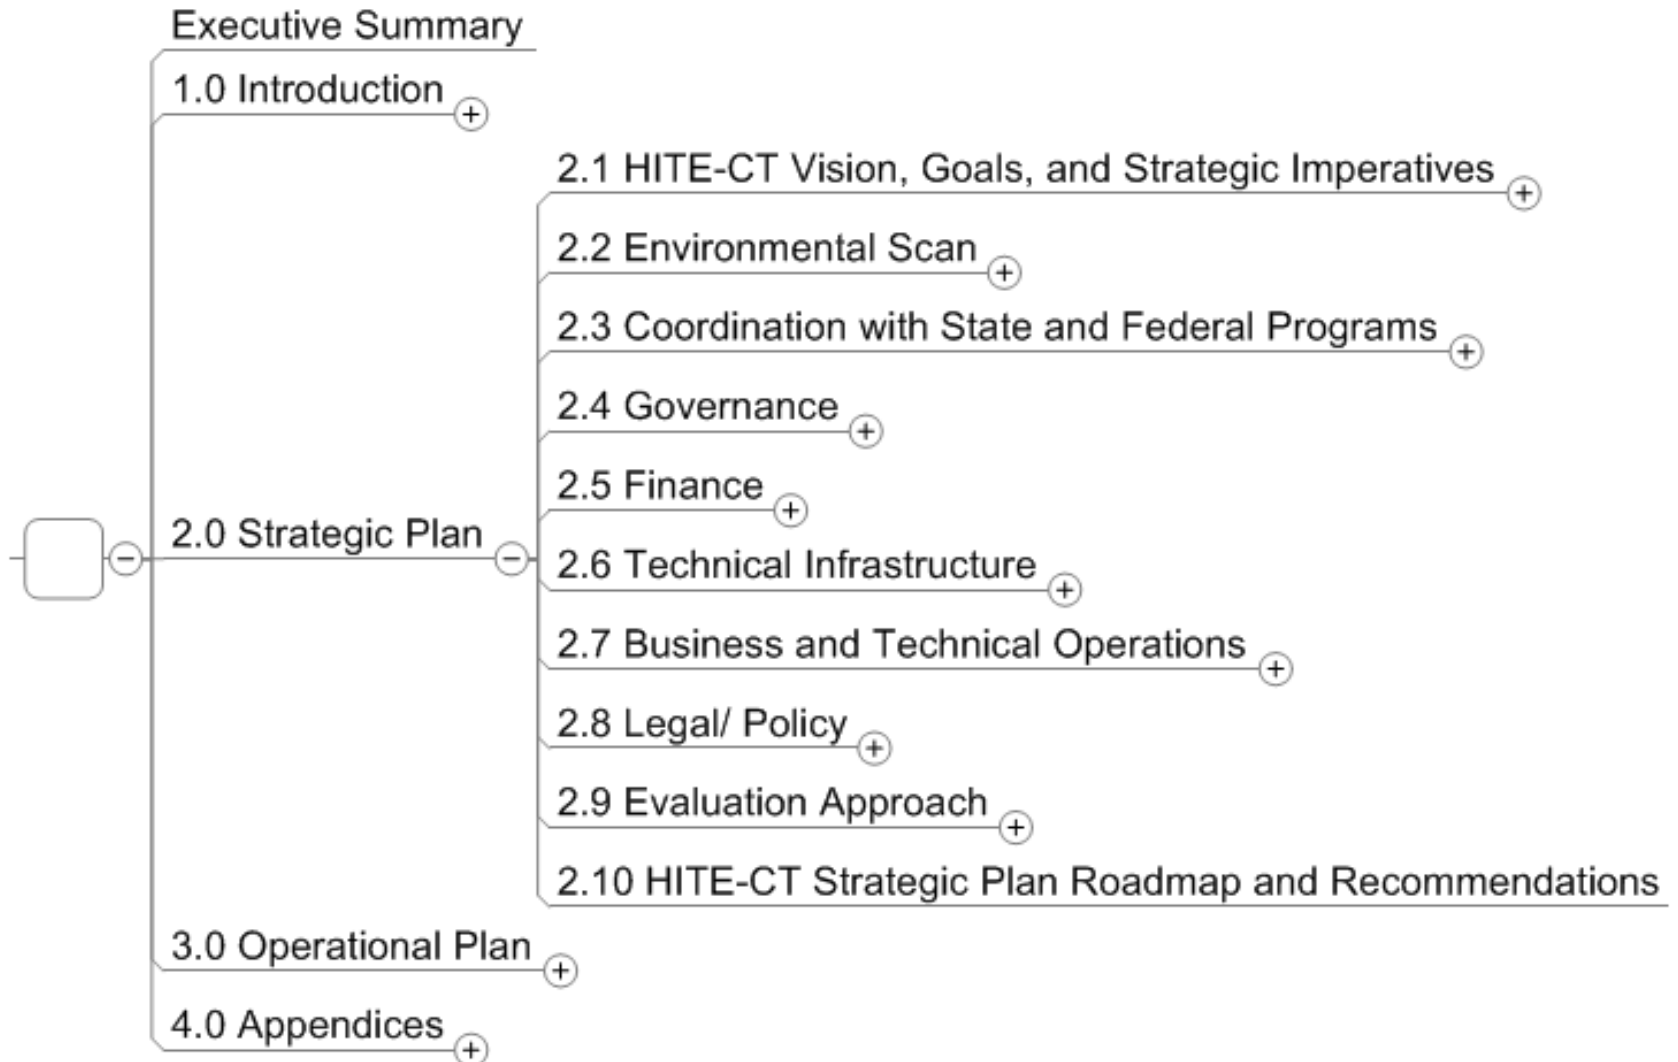 Executive Summary
1.0 Introduction
2.0 Strategic Plan
2.1 HITE-CT Vision, Goals, and Strategic Imperatives
2.2 Environmental Scan
2.3 Coordination with State and Federal Programs
2.4 Governance
2.5 Finance
2.6 Technical Infrastructure
2.7 Business and Technical Operations
2.8 Legal/ Policy
2.9 Evaluation Approach
2.10 HITE-CT Strategic Plan Roadmap and Recommendations
3.0 Operational Plan
4.0 Appendices